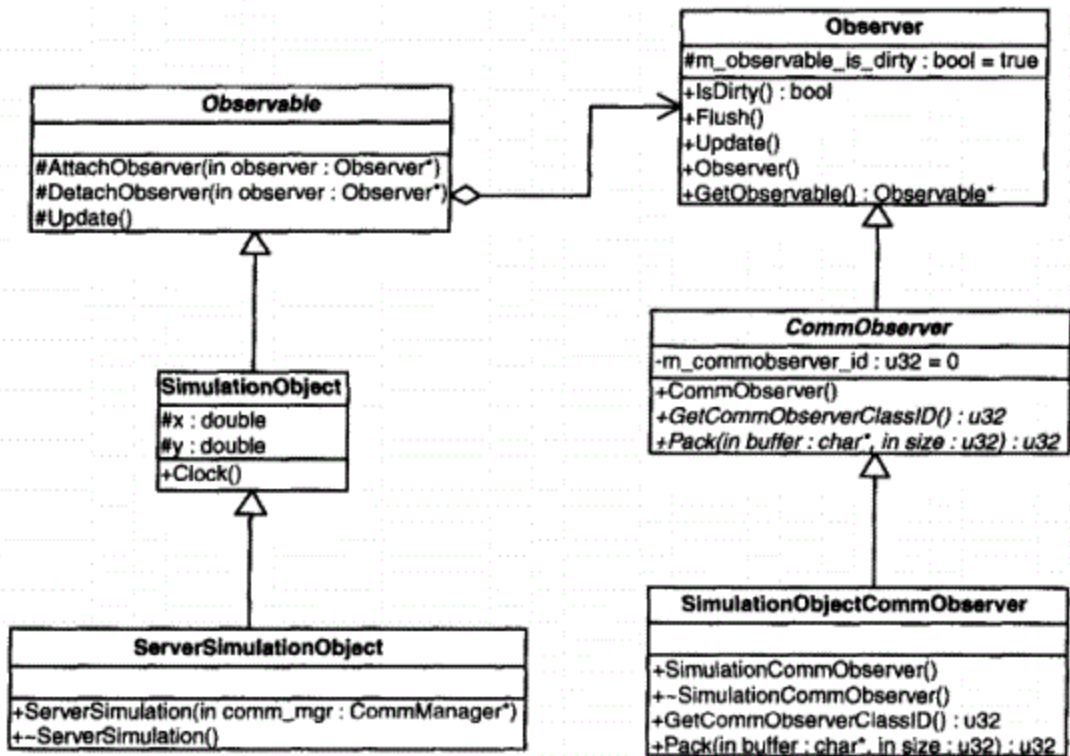 Observer
#m_observable_is_dirty : bool = true
+IsDirty() : bool
+Flush()
+Update()
+Observer()
+GetObservable() : Observable*
Observable
#AttachObserver(in observer : Observer*)
#DetachObserver(in observer : Observer*)
#Update()
CommObserver
-m_commobserver_id : u32 = 0
+CommObserver()
+GetCommObserverClassID() : u32
+Pack(in buffer : char*, in size : u32) : u32
SimulationObject
#x : double
#y : double
+Clock()
SimulationObjectCommObserver
+SimulationCommObserver()
+~SimulationCommObserver()
+GetCommObserverClassID() : u32
+Pack(in buffer : char*, in size : u32) : u32
ServerSimulationObject
+ServerSimulation(in comm_mgr : CommManager*)
+~ServerSimulation()